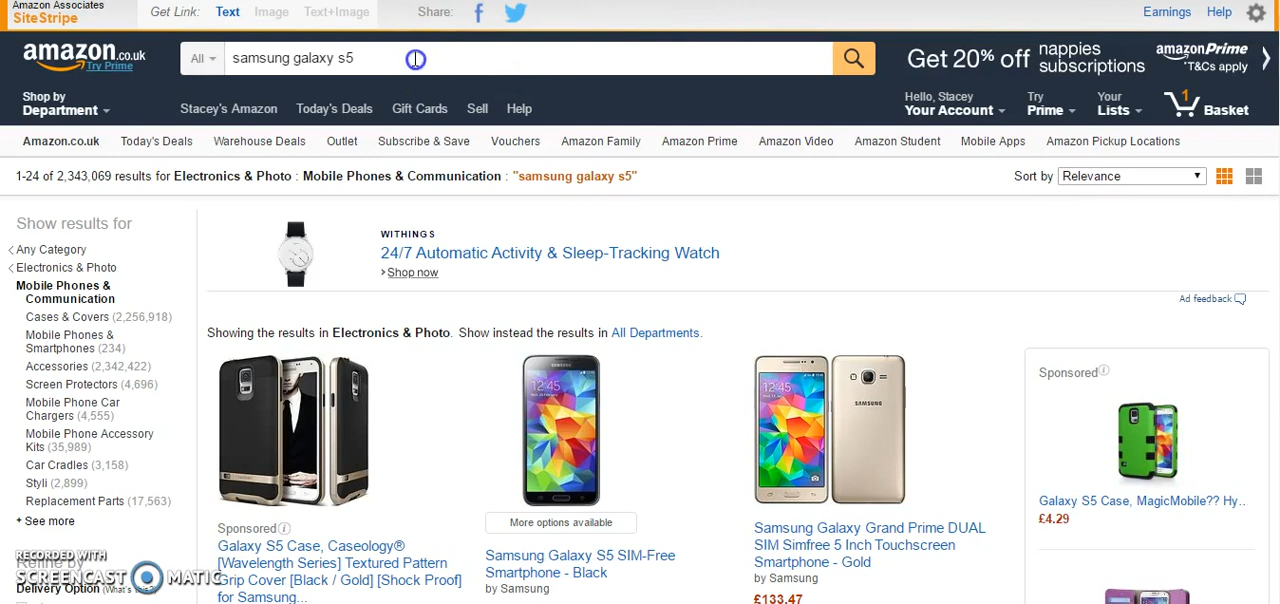 Amazon Associates
SiteStripe
Get Link: Text Image Text+Image
Share:
Earnings Help
amazon.co.uk
Try Prime
All
samsung galaxy s5
Get 20% off nappies subscriptions
amazonPrime
*T&Cs apply
Shop by
Department
Stacey's Amazon Today's Deals Gift Cards Sell Help
Hello, Stacey
Your Account
Try
Prime
Your
Lists
1
Basket
Amazon.co.uk Today's Deals Warehouse Deals Outlet Subscribe & Save Vouchers Amazon Family Amazon Prime Amazon Video Amazon Student Mobile Apps Amazon Pickup Locations
1-24 of 2,343,069 results for Electronics & Photo : Mobile Phones & Communication : "samsung galaxy s5"
Sort by Relevance
Show results for
Any Category
Electronics & Photo
Mobile Phones &
Communication
Cases & Covers (2,256,918)
Mobile Phones &
Smartphones (234)
Accessories (2,342,422)
Screen Protectors (4,696)
Mobile Phone Car
Chargers (4,555)
Mobile Phone Accessory
Kits (35,989)
Car Cradles (3,158)
Styli (2,899)
Replacement Parts (17,563)
+ See more
Refine by
Delivery Option (What's this?)
RECORDED WITH
SCREENCAST MATIC
WITHINGS
24/7 Automatic Activity & Sleep-Tracking Watch
Shop now
Ad feedback
Showing the results in Electronics & Photo. Show instead the results in All Departments.
Sponsored
Galaxy S5 Case, Caseology®
[Wavelength Series] Textured Pattern
Grip Cover [Black / Gold] [Shock Proof]
for Samsung...
12:45
SAMSUNG
More options available
Samsung Galaxy S5 SIM-Free
Smartphone - Black
by Samsung
12:45
SAMSUNG
Samsung Galaxy Grand Prime DUAL
SIM Simfree 5 Inch Touchscreen
Smartphone - Gold
by Samsung
£133.47
Sponsored
Galaxy S5 Case, MagicMobile?? Hy...
£4.29